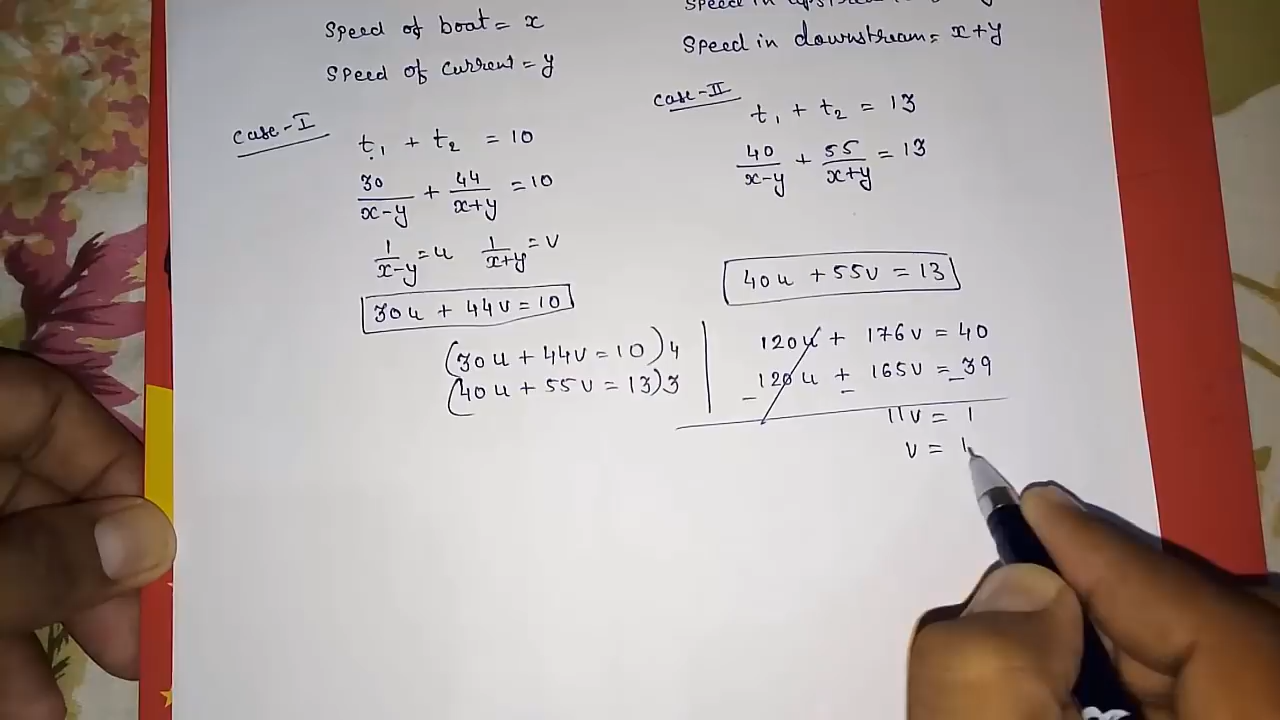 Speed of boat = x
Speed of current = y
Speed in
Speed in downstream = x+y
Case-I
t₁ + t₂ = 10
30/(x-y) + 44/(x+y) = 10
1/(x-y) = u 1/(x+y) = v
30u + 44v = 10
(30u + 44v = 10)4
(40u + 55v = 13)3
Case-II
t₁ + t₂ = 13
40/(x-y) + 55/(x+y) = 13
40u + 55v = 13
120u + 176v = 40
120u + 165v = 39
- - -
11v = 1
v = 1